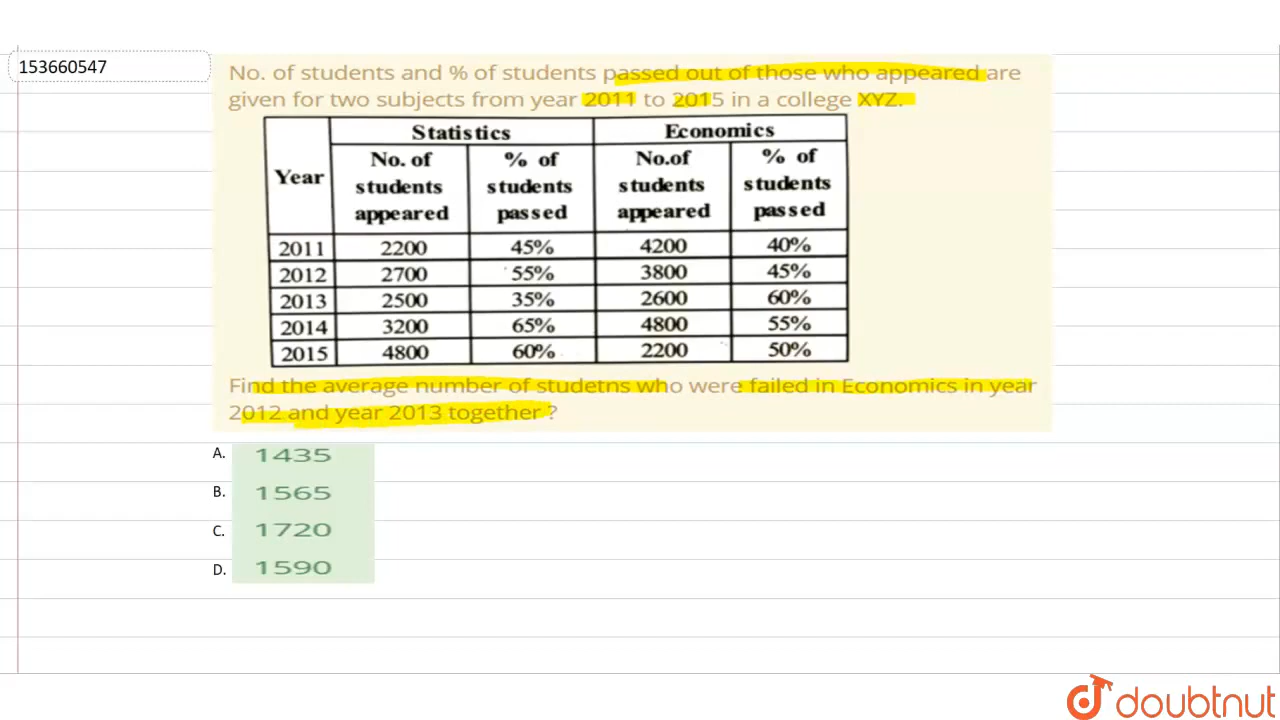 153660547
No. of students and % of students passed out of those who appeared are
given for two subjects from year 2011 to 2015 in a college XYZ.
Year Statistics Economics
No. of students appeared % of students passed No.of students appeared % of students passed
2011 2200 45% 4200 40%
2012 2700 55% 3800 45%
2013 2500 35% 2600 60%
2014 3200 65% 4800 55%
2015 4800 60% 2200 50%
Find the average number of studetns who were failed in Economics in year
2012 and year 2013 together ?
A. 1435
B. 1565
C. 1720
D. 1590
doubtnut